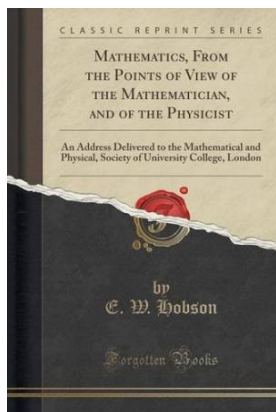 CLASSIC REPRINT SERIES
MATHEMATICS, FROM
THE POINTS OF VIEW OF
THE MATHEMATICIAN,
AND OF THE PHYSICIST
An Address Delivered to the Mathematical and
Physical, Society of University College, London
by
E. W. Hobson
Forgotten Books